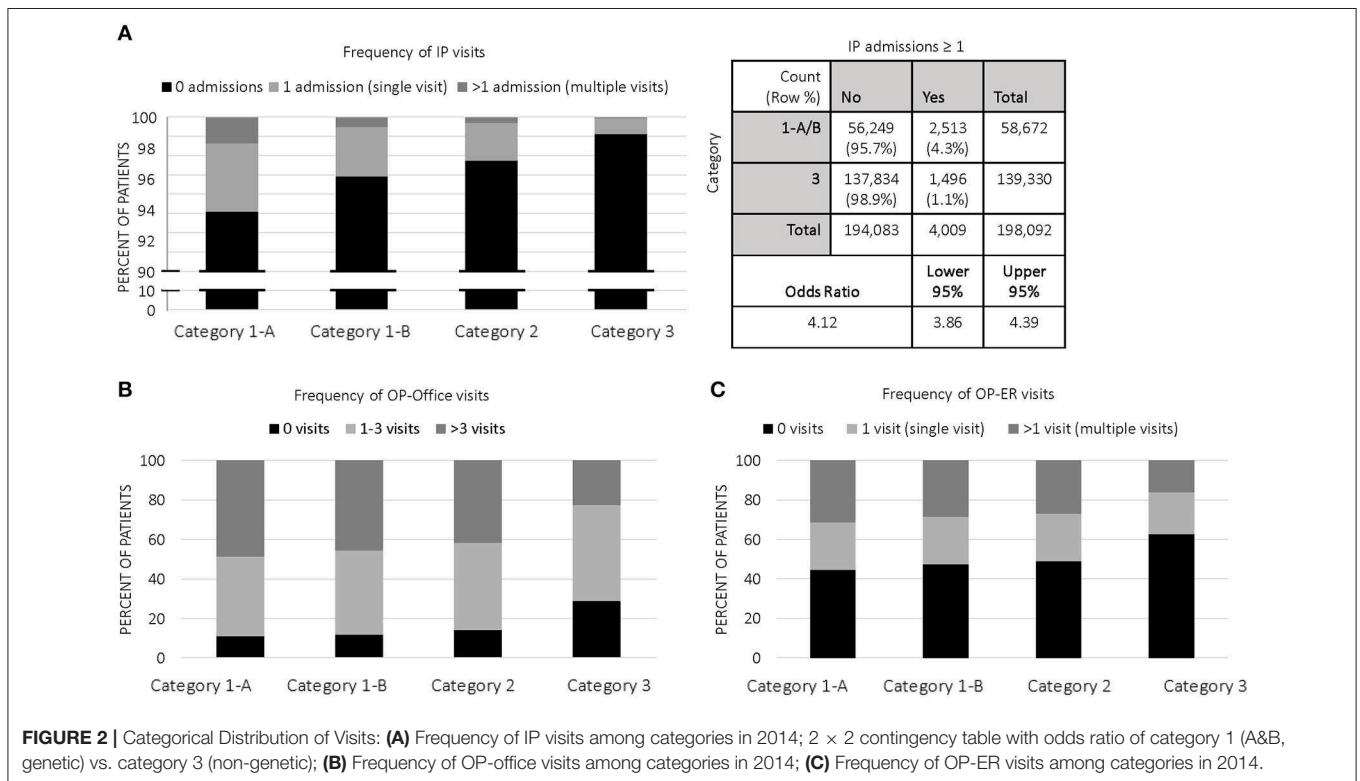 A
Frequency of IP visits
0 admissions 1 admission (single visit) >1 admission (multiple visits)
PERCENT OF PATIENTS
100
98
96
94
92
90
10
0
Category 1-A Category 1-B Category 2 Category 3
IP admissions ≥ 1
Category
Count
(Row %) No Yes Total
1-A/B 56,249 2,513 58,672
(95.7%) (4.3%)
3 137,834 1,496 139,330
(98.9%) (1.1%)
Total 194,083 4,009 198,092
Odds Ratio Lower 95% Upper 95%
4.12 3.86 4.39
B
Frequency of OP-Office visits
0 visits 1-3 visits >3 visits
PERCENT OF PATIENTS
100
80
60
40
20
0
Category 1-A Category 1-B Category 2 Category 3
C
Frequency of OP-ER visits
0 visits 1 visit (single visit) >1 visit (multiple visits)
PERCENT OF PATIENTS
100
80
60
40
20
0
Category 1-A Category 1-B Category 2 Category 3
FIGURE 2 | Categorical Distribution of Visits: (A) Frequency of IP visits among categories in 2014; 2 × 2 contingency table with odds ratio of category 1 (A&B,
genetic) vs. category 3 (non-genetic); (B) Frequency of OP-office visits among categories in 2014; (C) Frequency of OP-ER visits among categories in 2014.